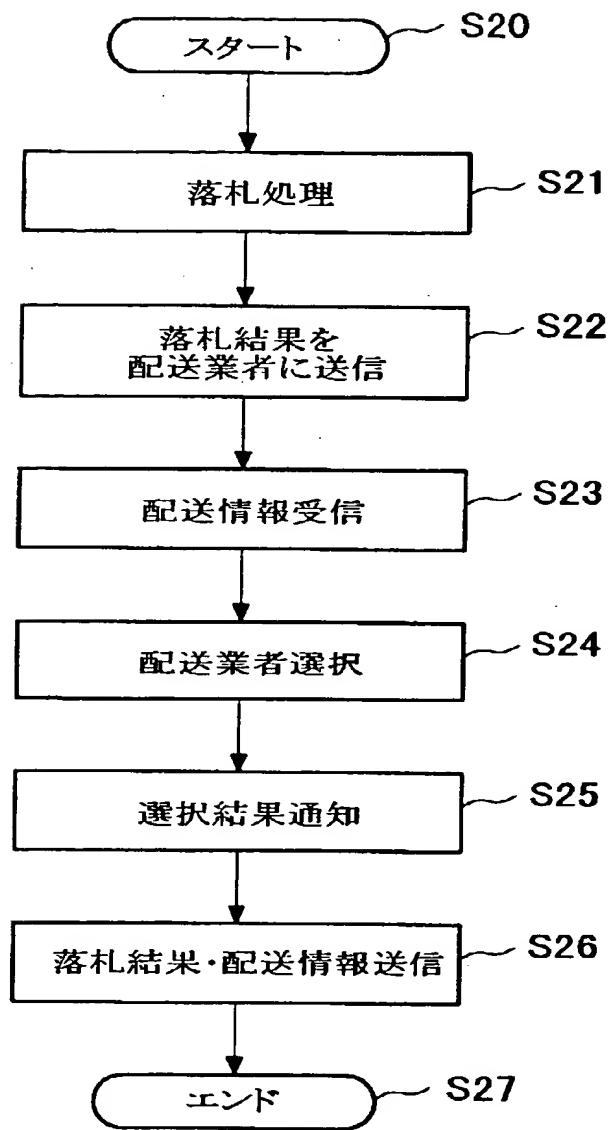 スタート
S20
落札処理
S21
落札結果を
配送業者に送信
S22
配送情報受信
S23
配送業者選択
S24
選択結果通知
S25
落札結果・配送情報送信
S26
エンド
S27